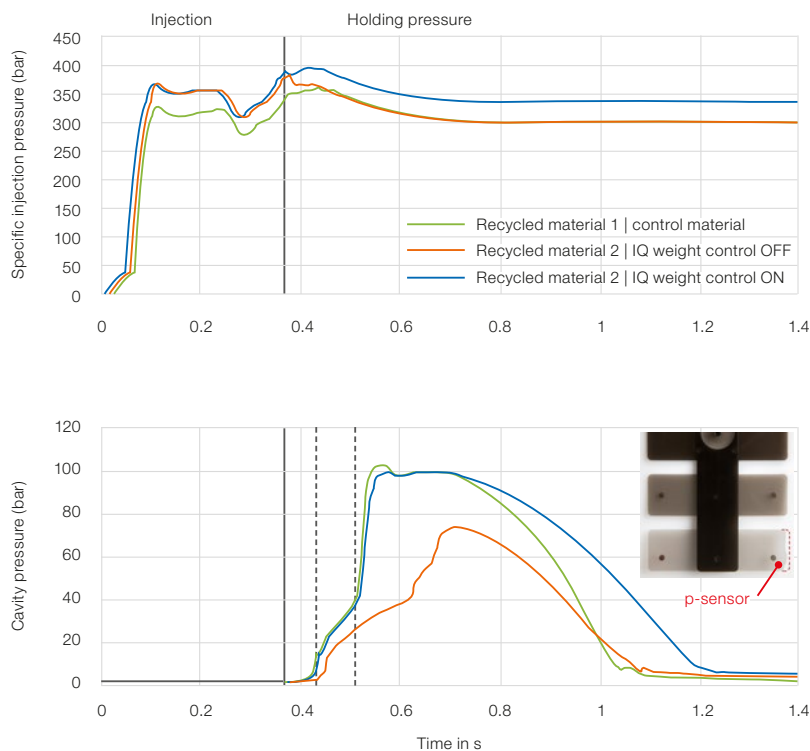 Injection Holding pressure
Specific injection pressure (bar)
450
400
350
300
250
200
150
100
50
0
Recycled material 1 | control material
Recycled material 2 | IQ weight control OFF
Recycled material 2 | IQ weight control ON
0 0.2 0.4 0.6 0.8 1 1.2 1.4
Cavity pressure (bar)
120
100
80
60
40
20
0
p-sensor
0 0.2 0.4 0.6 0.8 1 1.2 1.4
Time in s